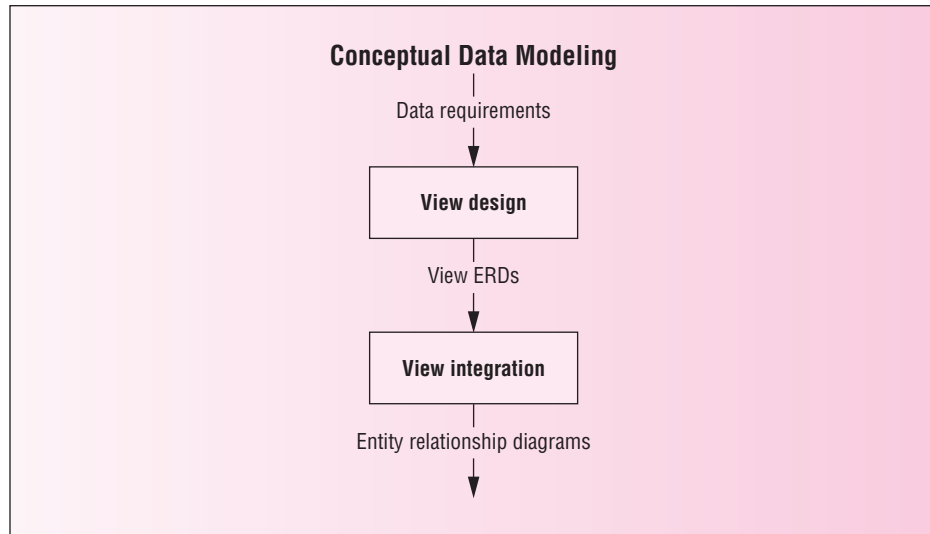 Conceptual Data Modeling
Data requirements
View design
View ERDs
View integration
Entity relationship diagrams